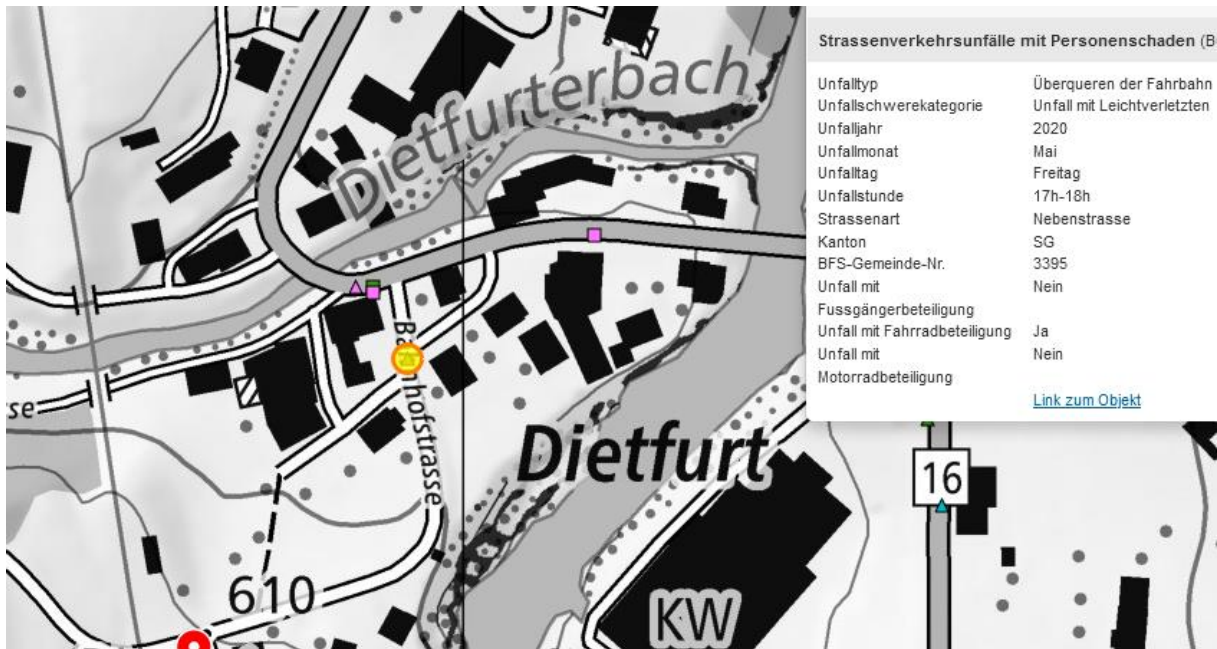 Strassenverkehrsunfälle mit Personenschaden (B
Unfalltyp Überqueren der Fahrbahn
Unfallschwerekategorie Unfall mit Leichtverletzten
Unfalljahr 2020
Unfallmonat Mai
Unfalltag Freitag
Unfallstunde 17h-18h
Strassenart Nebenstrasse
Kanton SG
BFS-Gemeinde-Nr. 3395
Unfall mit Nein
Fussgängerbeteiligung
Unfall mit Fahrradbeteiligung Ja
Unfall mit Nein
Motorradbeteiligung
Link zum Objekt
Dietfurterbach
Bahnhofstrasse
sse
Dietfurt
16
610
KW